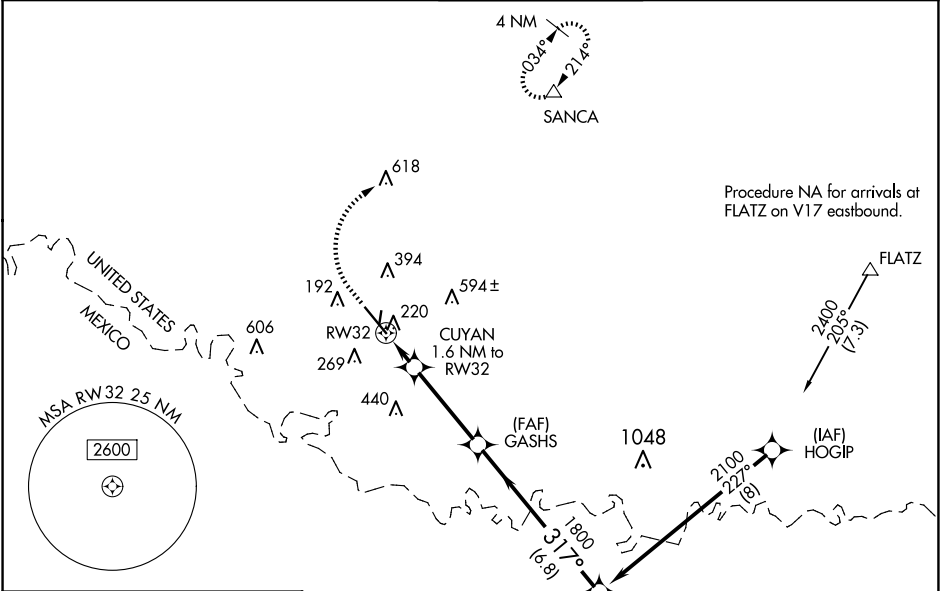 4 NM
034°
214°
SANCA
618
Procedure NA for arrivals at
FLATZ on V17 eastbound.
FLATZ
2400
205°
(7.3)
394
192
594±
220
UNITED STATES
MEXICO
606
RW32
CUYAN
1.6 NM to
RW32
269
440
MSA RW32 25 NM
2600
(FAF)
GASHS
1048
(IAF)
HOGIP
2100
227°
(8)
1800
317°
(6.8)